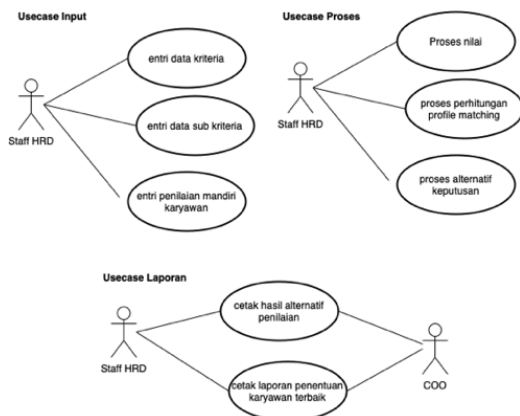 Usecase Input
entri data kriteria
entri data sub kriteria
entri penilaian mandiri
karyawan
Staff HRD
Usecase Proses
Proses nilai
proses perhitungan
profile matching
proses alternatif
keputusan
Staff HRD
Usecase Laporan
cetak hasil alternatif
penilaian
cetak laporan penentuan
karyawan terbaik
Staff HRD
COO